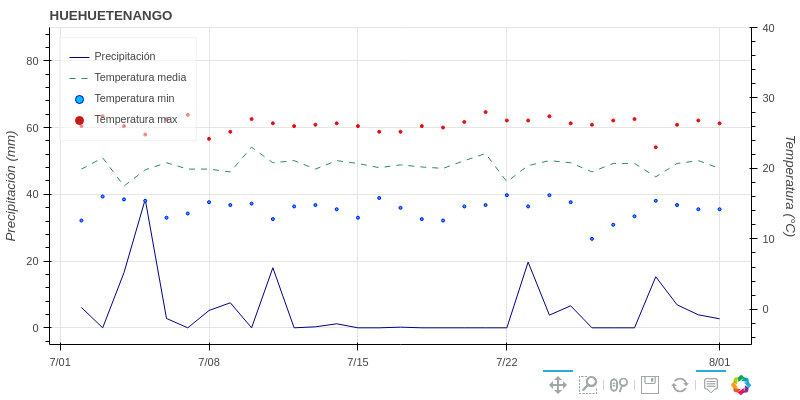 HUEHUETENANGO
Precipitación
Temperatura media
Temperatura min
Temperatura max
Precipitación (mm)
80
60
40
20
0
Temperatura (°C)
40
30
20
10
0
7/01
7/08
7/15
7/22
8/01